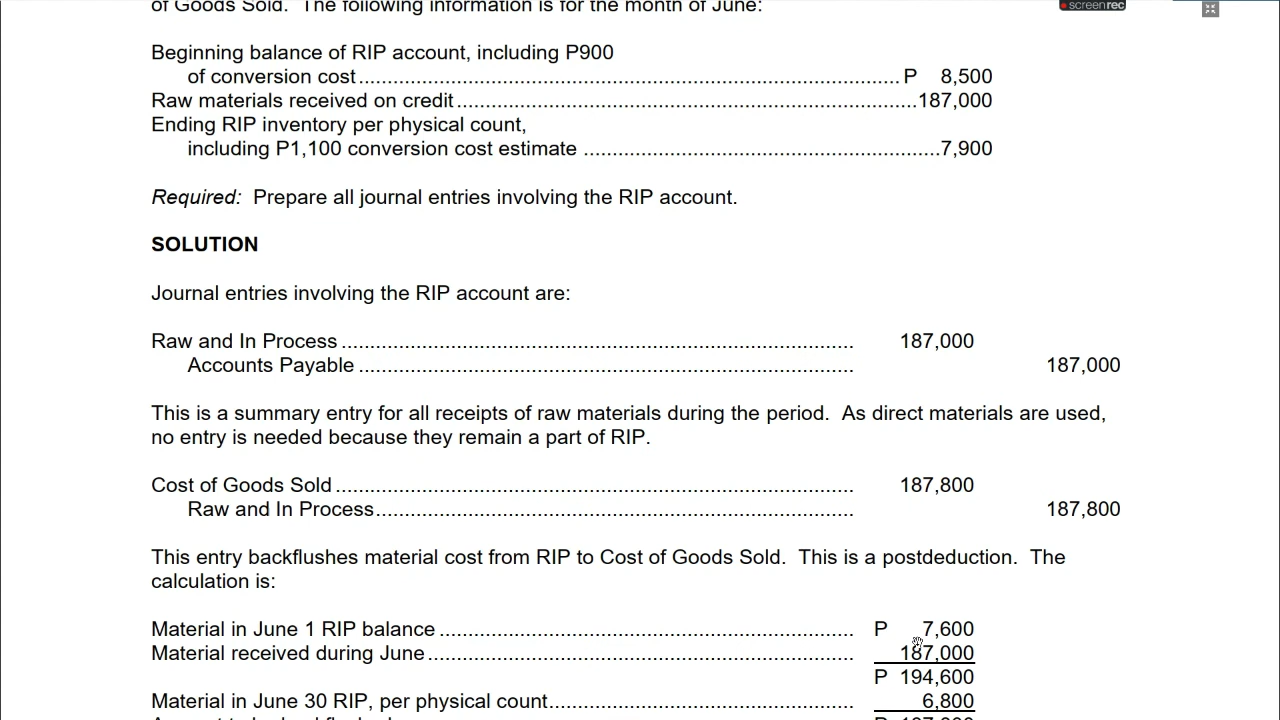 of Goods Sold. The following information is for the month of June:
screenrec
Beginning balance of RIP account, including P900
of conversion cost................................................................................................P 8,500
Raw materials received on credit.................................................................................187,000
Ending RIP inventory per physical count,
including P1,100 conversion cost estimate ..............................................................7,900
Required: Prepare all journal entries involving the RIP account.
SOLUTION
Journal entries involving the RIP account are:
Raw and In Process ......................................................................................... 187,000
Accounts Payable ...................................................................................... 187,000
This is a summary entry for all receipts of raw materials during the period. As direct materials are used,
no entry is needed because they remain a part of RIP.
Cost of Goods Sold .......................................................................................... 187,800
Raw and In Process................................................................................... 187,800
This entry backflushes material cost from RIP to Cost of Goods Sold. This is a postdeduction. The
calculation is:
Material in June 1 RIP balance ........................................................................ P 7,600
Material received during June.......................................................................... 187,000
P 194,600
Material in June 30 RIP, per physical count..................................................... 6,800